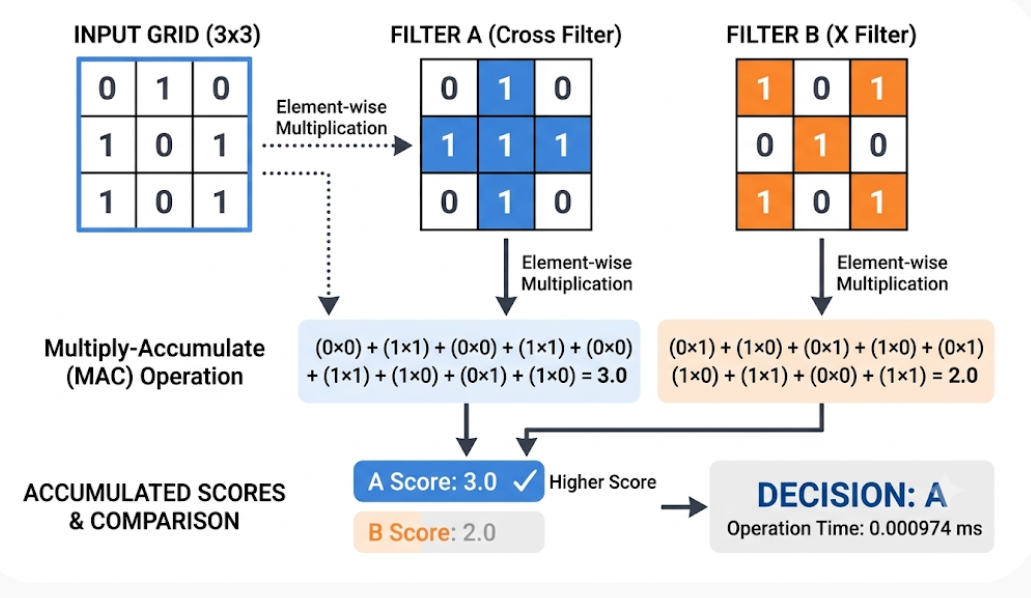 INPUT GRID (3x3)
FILTER A (Cross Filter)
FILTER B (X Filter)
0 1 0
1 0 1
1 0 1
Element-wise
Multiplication
0 1 0
1 1 1
0 1 0
1 0 1
0 1 0
1 0 1
Element-wise
Multiplication
Element-wise
Multiplication
Multiply-Accumulate
(MAC) Operation
(0×0) + (1×1) + (0×0) + (1×1) + (0×0)
+ (1×1) + (1×0) + (0×1) + (1×0) = 3.0
(0×1) + (1×0) + (0×1) + (1×0) + (0×1)
(1×0) + (1×1) + (0×0) + (1×1) = 2.0
ACCUMULATED SCORES
& COMPARISON
A Score: 3.0 ✓
Higher Score
B Score: 2.0
DECISION: A
Operation Time: 0.000974 ms